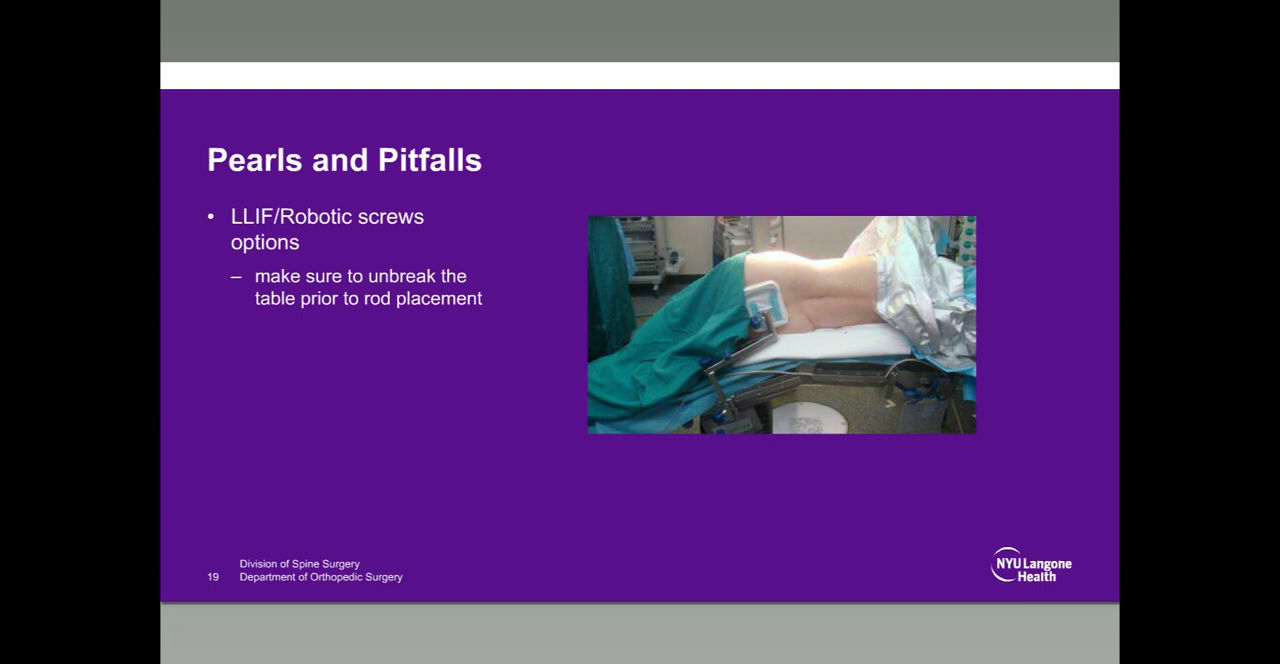 Pearls and Pitfalls
• LLIF/Robotic screws
options
– make sure to unbreak the
table prior to rod placement
Division of Spine Surgery
19 Department of Orthopedic Surgery
NYU Langone
Health